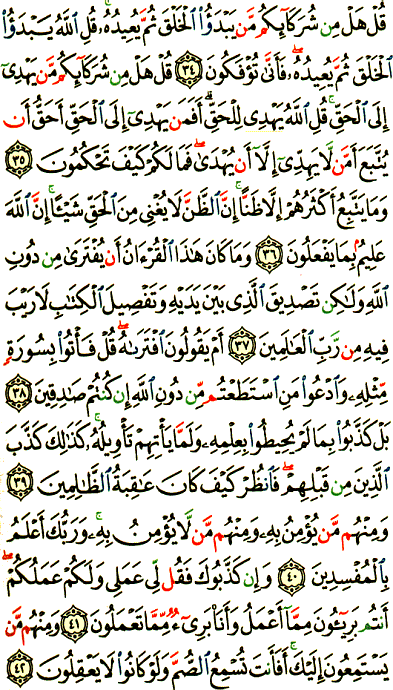 قُلْ هَلْ مِن شُرَكَآئِكُم مَّن يَبْدَؤُا۟ ٱلْخَلْقَ ثُمَّ يُعِيدُهُۥ ۚ قُلِ ٱللَّهُ يَبْدَؤُا۟
ٱلْخَلْقَ ثُمَّ يُعِيدُهُۥ ۖ فَأَنَّىٰ تُؤْفَكُونَ ٣٤ قُلْ هَلْ مِن شُرَكَآئِكُم مَّن يَهْدِىٓ
إِلَى ٱلْحَقِّ ۚ قُلِ ٱللَّهُ يَهْدِى لِلْحَقِّ ۗ أَفَمَن يَهْدِىٓ إِلَى ٱلْحَقِّ أَحَقُّ أَن
يُتَّبَعَ أَمَّن لَّا يَهِدِّىٓ إِلَّآ أَن يُهْدَىٰ ۖ فَمَا لَكُمْ كَيْفَ تَحْكُمُونَ ٣٥
وَمَا يَتَّبِعُ أَكْثَرُهُمْ إِلَّا ظَنًّا ۚ إِنَّ ٱلظَّنَّ لَا يُغْنِى مِنَ ٱلْحَقِّ شَيْـًٔا ۚ إِنَّ ٱللَّهَ
عَلِيمٌۢ بِمَا يَفْعَلُونَ ٣٦ وَمَا كَانَ هَٰذَا ٱلْقُرْءَانُ أَن يُفْتَرَىٰ مِن دُونِ
ٱللَّهِ وَلَٰكِن تَصْدِيقَ ٱلَّذِى بَيْنَ يَدَيْهِ وَتَفْصِيلَ ٱلْكِتَٰبِ لَا رَيْبَ
فِيهِ مِن رَّبِّ ٱلْعَٰلَمِينَ ٣٧ أَمْ يَقُولُونَ ٱفْتَرَىٰهُ ۖ قُلْ فَأْتُوا۟ بِسُورَةٍ
مِّثْلِهِۦ وَٱدْعُوا۟ مَنِ ٱسْتَطَعْتُم مِّن دُونِ ٱللَّهِ إِن كُنتُمْ صَٰدِقِينَ ٣٨
بَلْ كَذَّبُوا۟ بِمَا لَمْ يُحِيطُوا۟ بِعِلْمِهِۦ وَلَمَّا يَأْتِهِمْ تَأْوِيلُهُۥ ۚ كَذَٰلِكَ كَذَّبَ
ٱلَّذِينَ مِن قَبْلِهِمْ ۖ فَٱنظُرْ كَيْفَ كَانَ عَٰقِبَةُ ٱلظَّٰلِمِينَ ٣٩
وَمِنْهُم مَّن يُؤْمِنُ بِهِۦ وَمِنْهُم مَّن لَّا يُؤْمِنُ بِهِۦ ۚ وَرَبُّكَ أَعْلَمُ
بِٱلْمُفْسِدِينَ ٤٠ وَإِن كَذَّبُوكَ فَقُل لِّى عَمَلِى وَلَكُمْ عَمَلُكُمْ ۖ
أَنتُم بَرِيٓـُٔونَ مِمَّآ أَعْمَلُ وَأَنَا۠ بَرِىٓءٌ مِّمَّا تَعْمَلُونَ ٤١ وَمِنْهُم مَّن
يَسْتَمِعُونَ إِلَيْكَ ۚ أَفَأَنتَ تُسْمِعُ ٱلصُّمَّ وَلَوْ كَانُوا۟ لَا يَعْقِلُونَ ٤٢